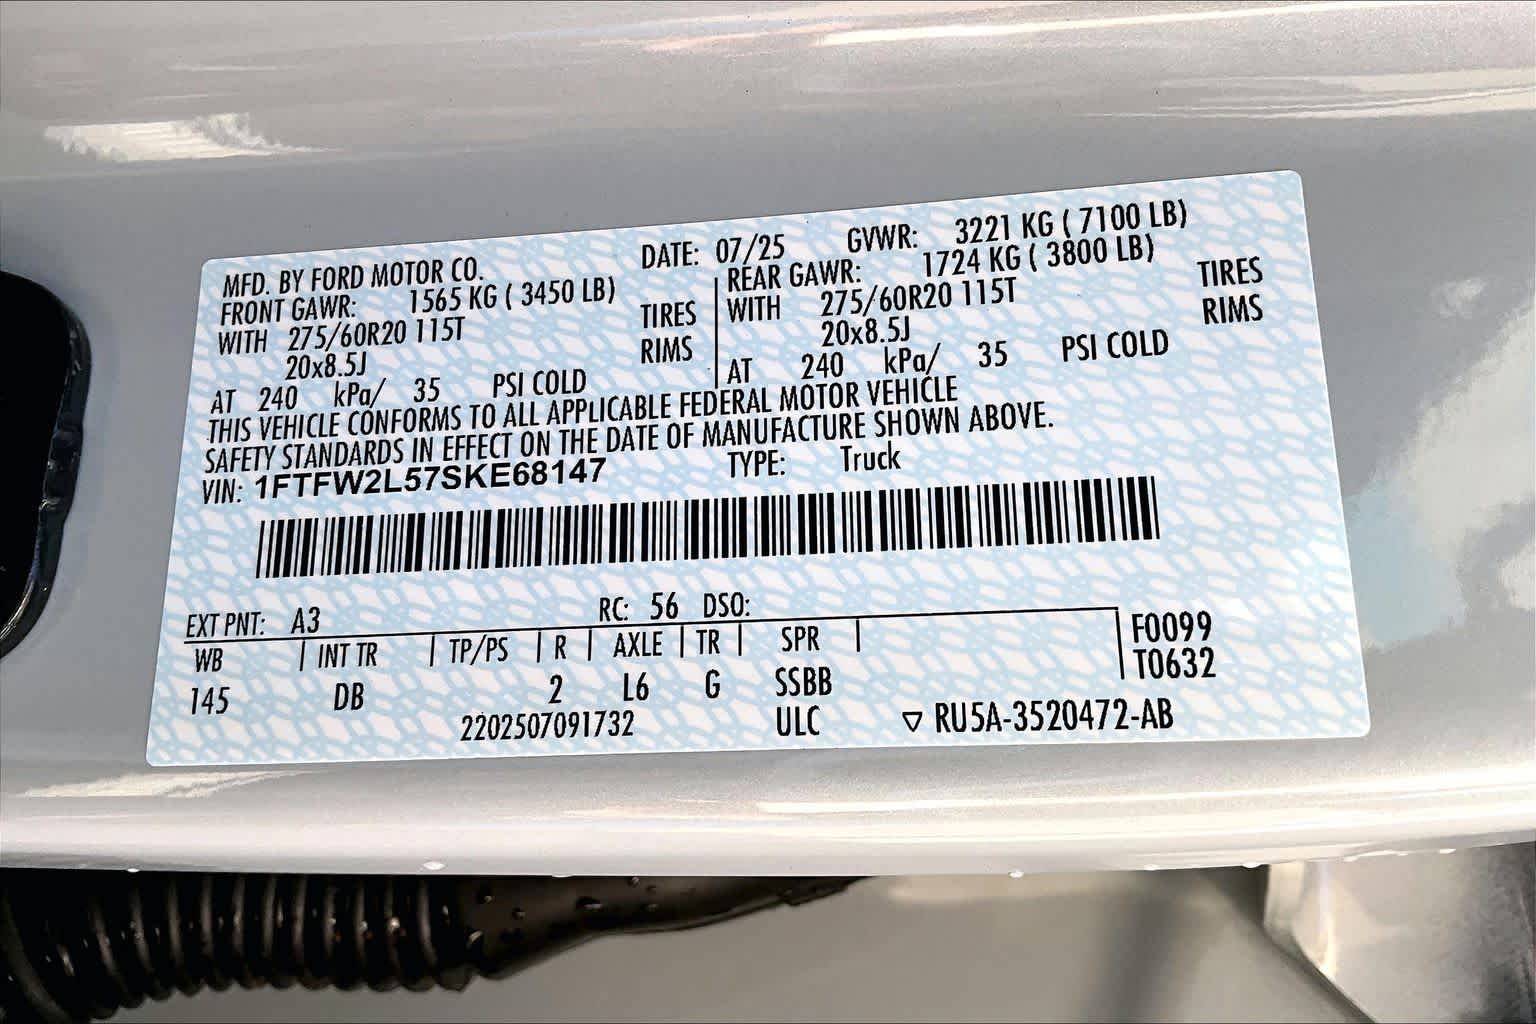 MFD. BY FORD MOTOR CO. DATE: 07/25 GVWR: 3221 KG ( 7100 LB)
FRONT GAWR: 1565 KG ( 3450 LB) REAR GAWR: 1724 KG ( 3800 LB)
WITH 275/60R20 115T TIRES WITH 275/60R20 115T TIRES
20x8.5J RIMS 20x8.5J RIMS
AT 240 kPa/ 35 PSI COLD AT 240 kPa/ 35 PSI COLD
THIS VEHICLE CONFORMS TO ALL APPLICABLE FEDERAL MOTOR VEHICLE
SAFETY STANDARDS IN EFFECT ON THE DATE OF MANUFACTURE SHOWN ABOVE.
VIN: 1FTFW2L57SKE68147 TYPE: Truck
EXT PNT: A3 RC: 56 DSO:
WB INT TR TP/PS R AXLE TR SPR F0099
145 DB 2 L6 G SSBB T0632
2202507091732 ULC ▽ RU5A-3520472-AB